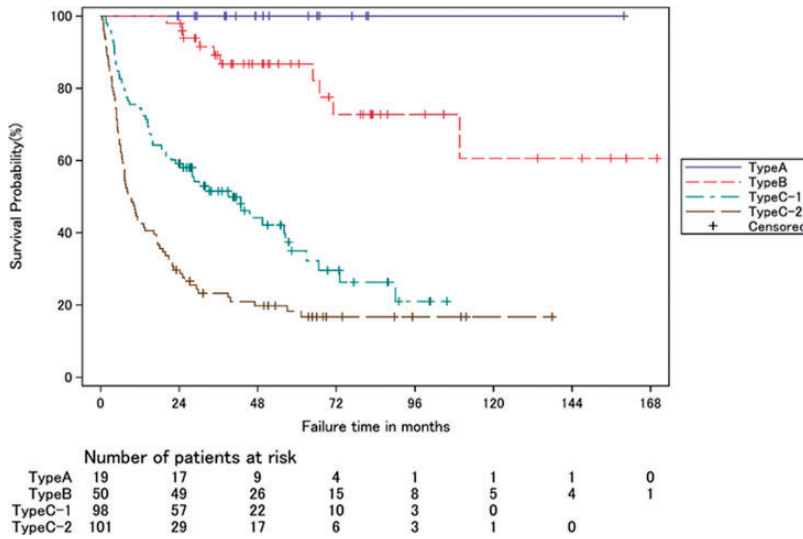 Survival Probability(%)
100
80
60
40
20
0
0 24 48 72 96 120 144 168
Failure time in months
TypeA
TypeB
TypeC-1
TypeC-2
+ Censored
Number of patients at risk
TypeA 19 17 9 4 1 1 1 0
TypeB 50 49 26 15 8 5 4 1
TypeC-1 98 57 22 10 3 0
TypeC-2 101 29 17 6 3 1 0